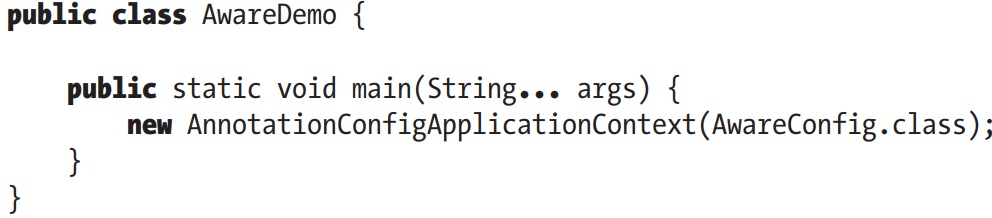 public class AwareDemo {
public static void main(String... args) {
new AnnotationConfigApplicationContext(AwareConfig.class);
}
}